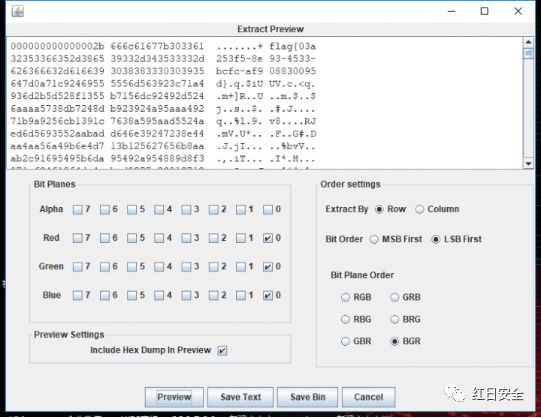 Extract Preview
000000000000002b 666c61677b303361 .......+ flag{03a
32353366352d3865 39332d343533332d 253f5-8e 93-4533-
626366632d616639 3038383330303935 bcfc-af9 08830095
647d0a71c9246955 5556d563923c71a4 d}.q.$iU UV.c.<q.
936d2b5d528f1355 b7156dc92492d524 .m+]R..U ..m.$..$
6aaaa5738db7248d b923924a95aaa492 j..s..$. .#.J....
71b9a9256cb1391c 7638a595aad5524a q..%l.9. v8....RJ
ed6d5693552aabad d646e39247238e44 .mV.U*.. .F..G#.D
aa4aa56a49b6e4d7 13b125627656b8aa .J.jI... ..%bvV..
ab2c91695495b6da 95492a954889d8f3 .,.iT... .I*.H...
Bit Planes
Alpha 7 6 5 4 3 2 1 0
Red 7 6 5 4 3 2 1 0
Green 7 6 5 4 3 2 1 0
Blue 7 6 5 4 3 2 1 0
Preview Settings
Include Hex Dump In Preview
Order settings
Extract By Row Column
Bit Order MSB First LSB First
Bit Plane Order
RGB GRB
RBG BRG
GBR BGR
Preview Save Text Save Bin Cancel
红日安全